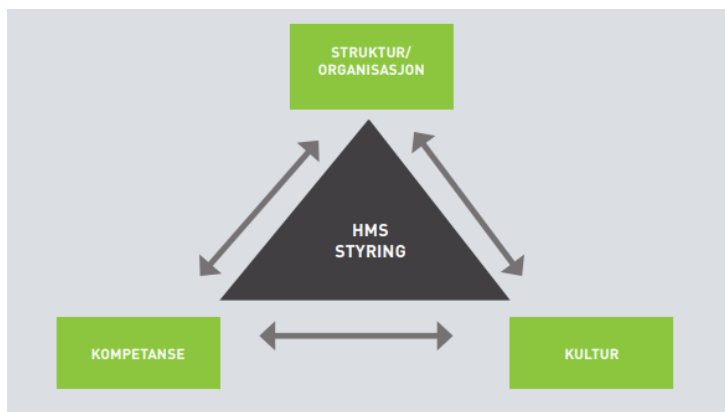 STRUKTUR/
ORGANISASJON
HMS
STYRING
KOMPETANSE
KULTUR